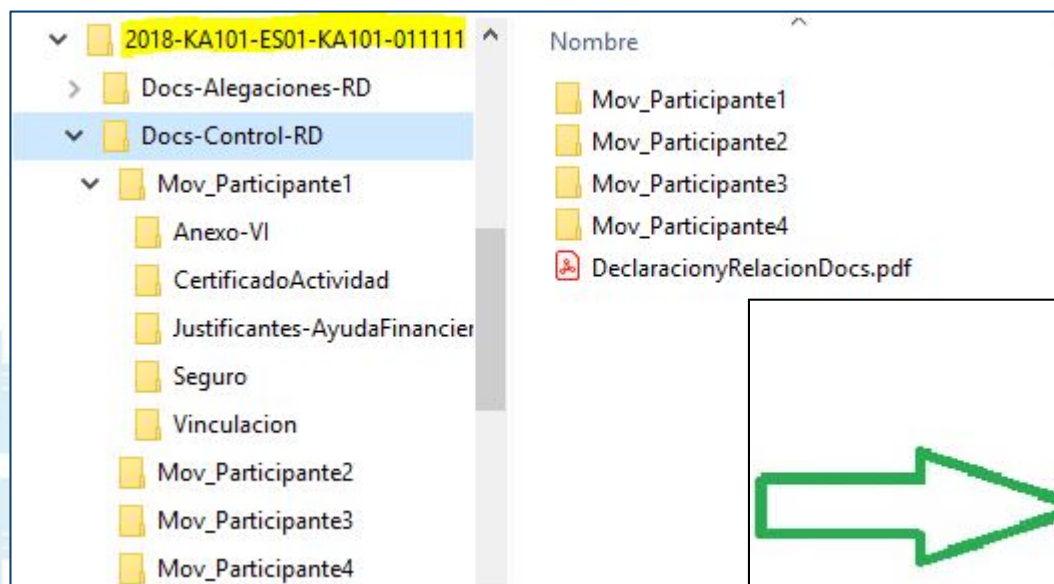 2018-KA101-ES01-KA101-011111
Docs-Alegaciones-RD
Docs-Control-RD
Mov_Participante1
Anexo-VI
CertificadoActividad
Justificantes-AyudaFinancier
Seguro
Vinculacion
Mov_Participante2
Mov_Participante3
Mov_Participante4
Nombre
Mov_Participante1
Mov_Participante2
Mov_Participante3
Mov_Participante4
DeclaracionyRelacionDocs.pdf